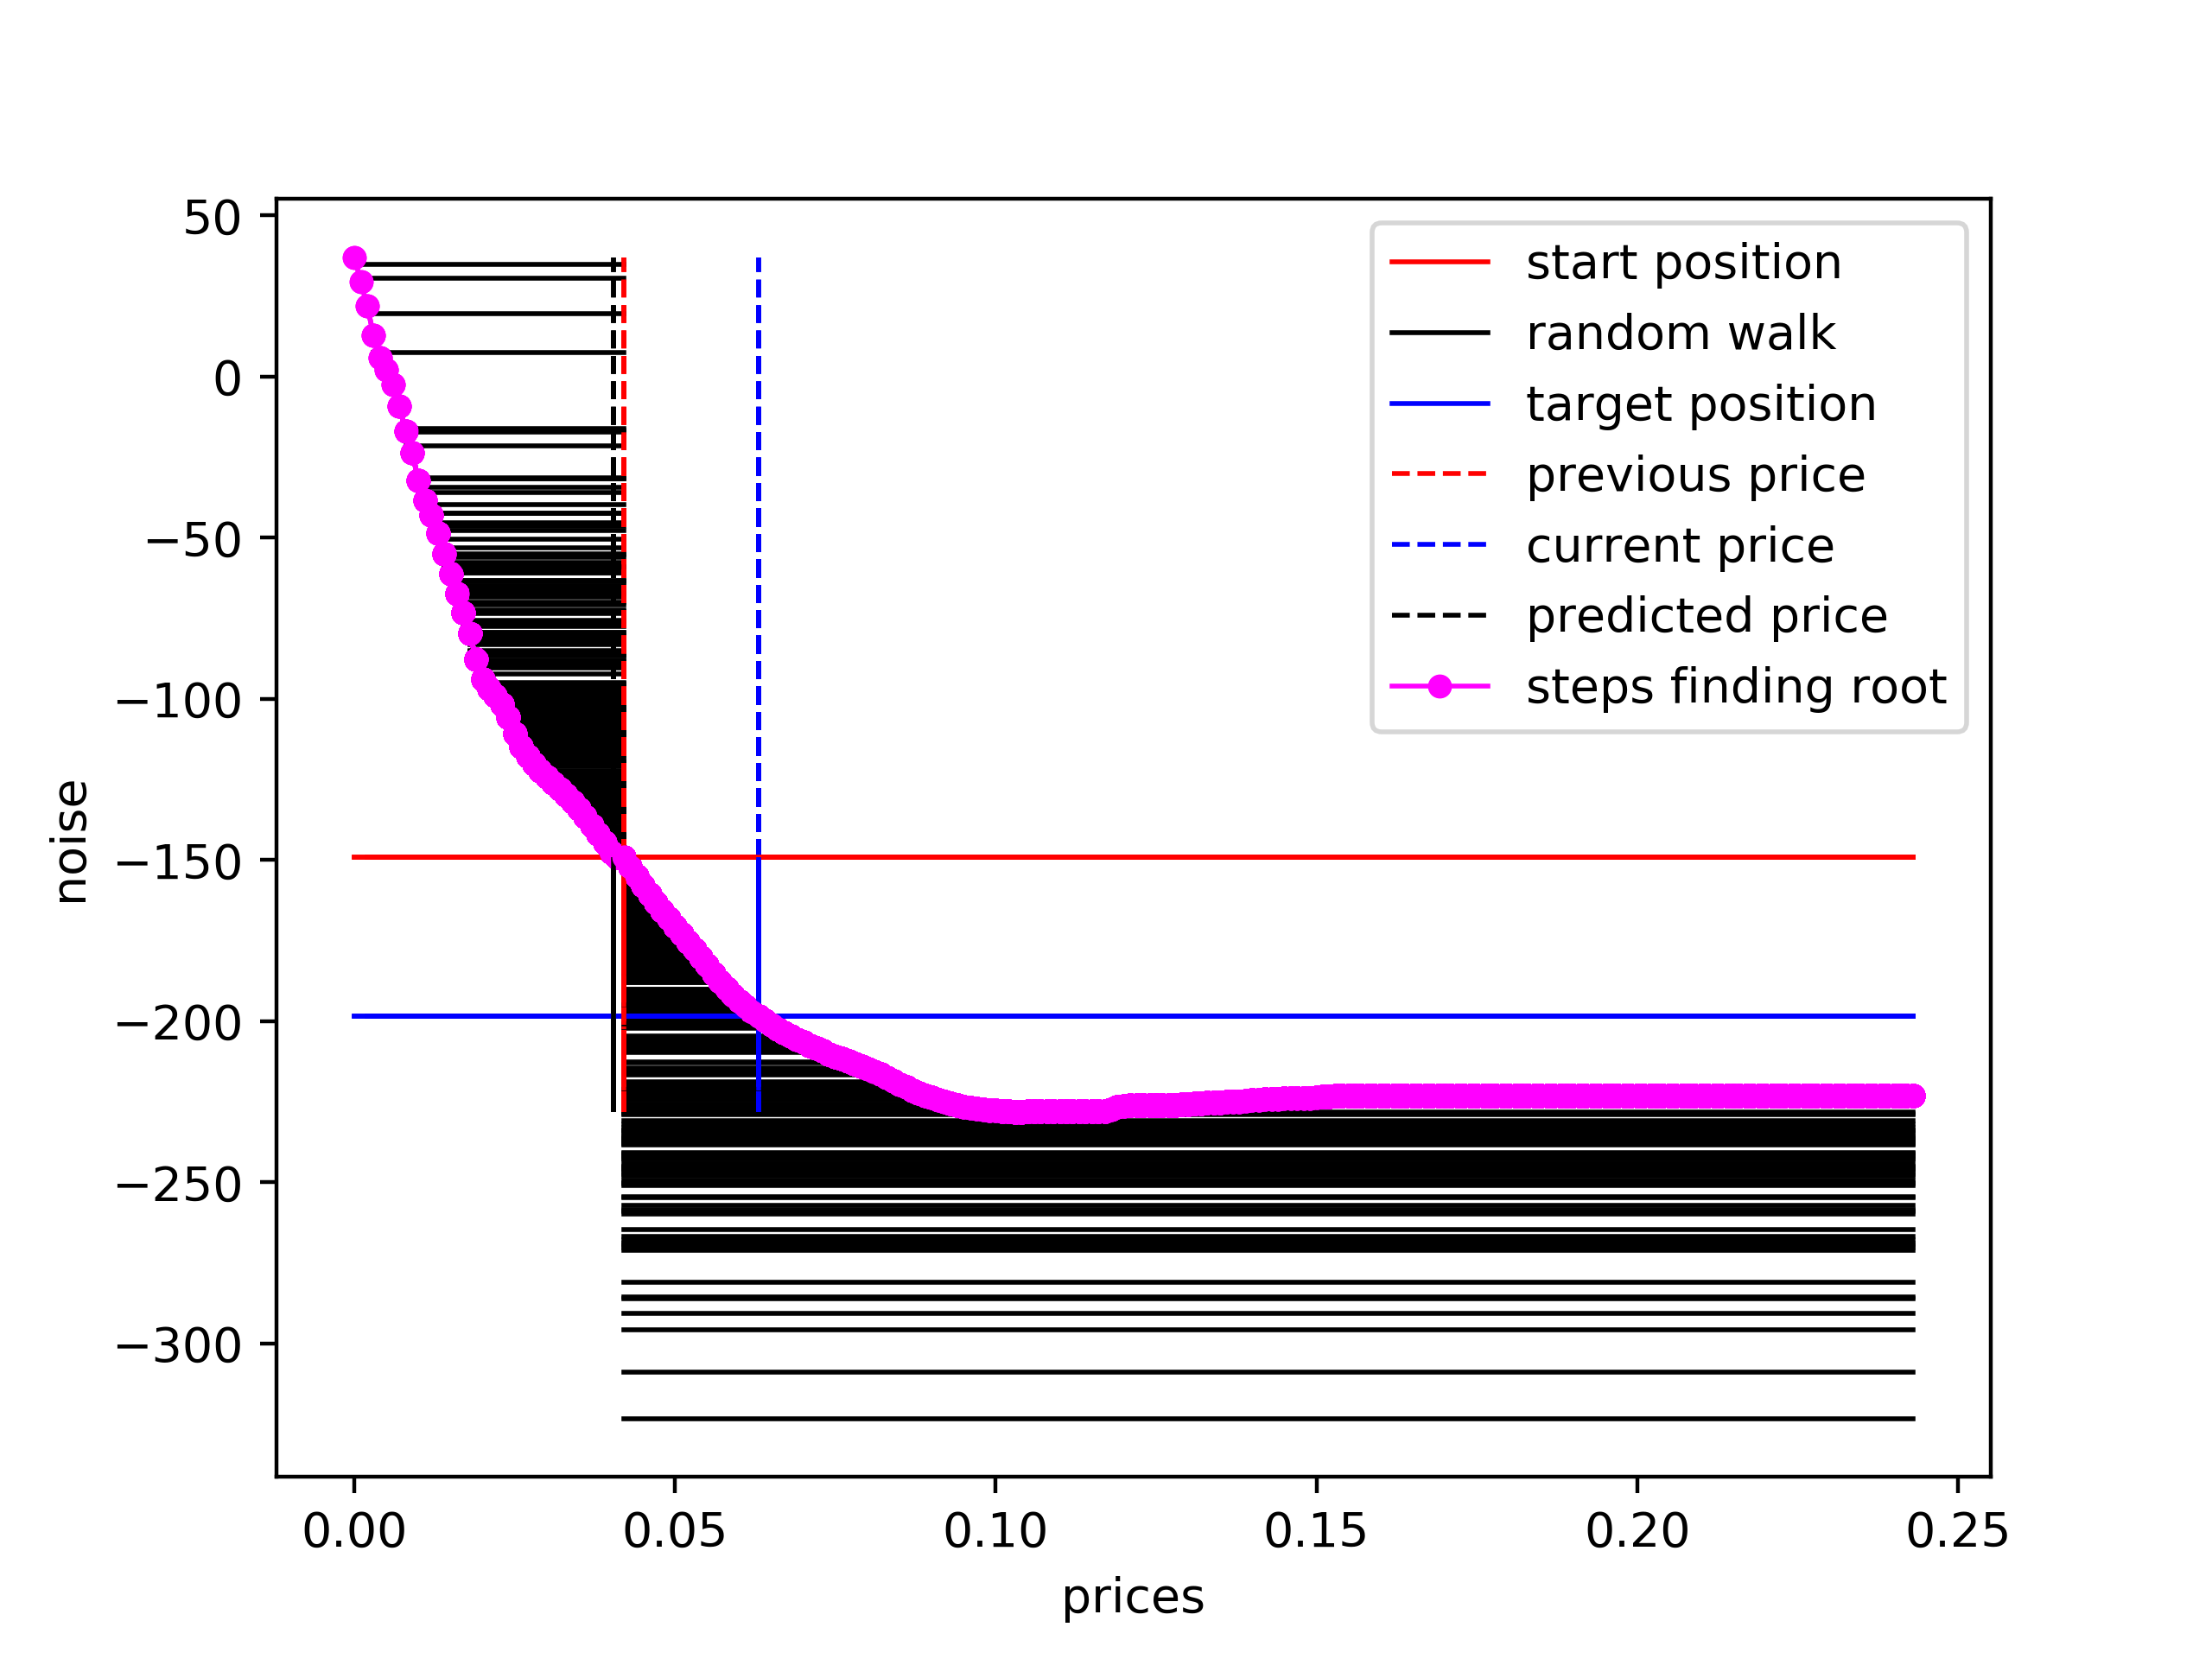 50
0
−50
−100
−150
−200
−250
−300
noise
0.00 0.05 0.10 0.15 0.20 0.25
prices
start position
random walk
target position
previous price
current price
predicted price
steps finding root